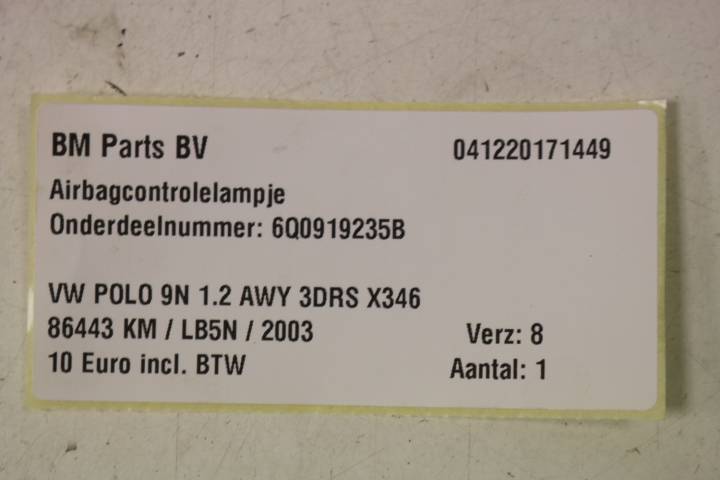 BM Parts BV 041220171449
Airbagcontrolelampje
Onderdeelnummer: 6Q0919235B
VW POLO 9N 1.2 AWY 3DRS X346
86443 KM / LB5N / 2003 Verz: 8
10 Euro incl. BTW Aantal: 1